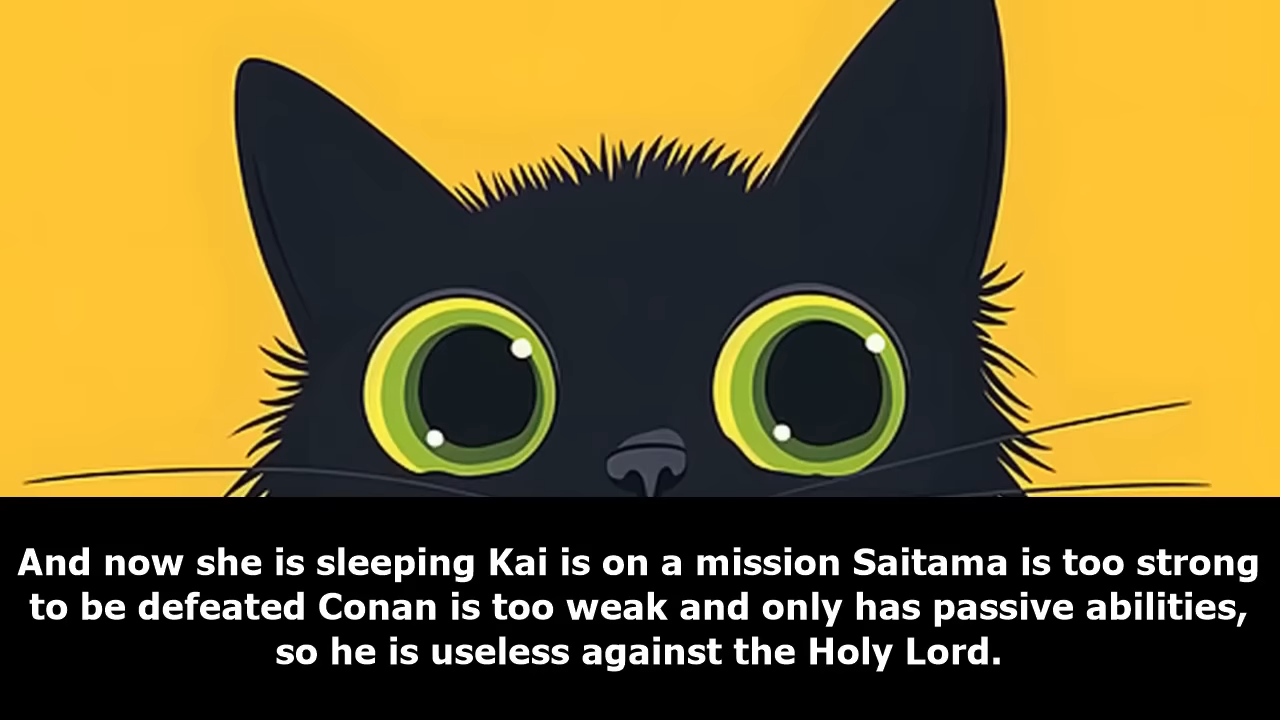 And now she is sleeping Kai is on a mission Saitama is too strong
to be defeated Conan is too weak and only has passive abilities,
so he is useless against the Holy Lord.